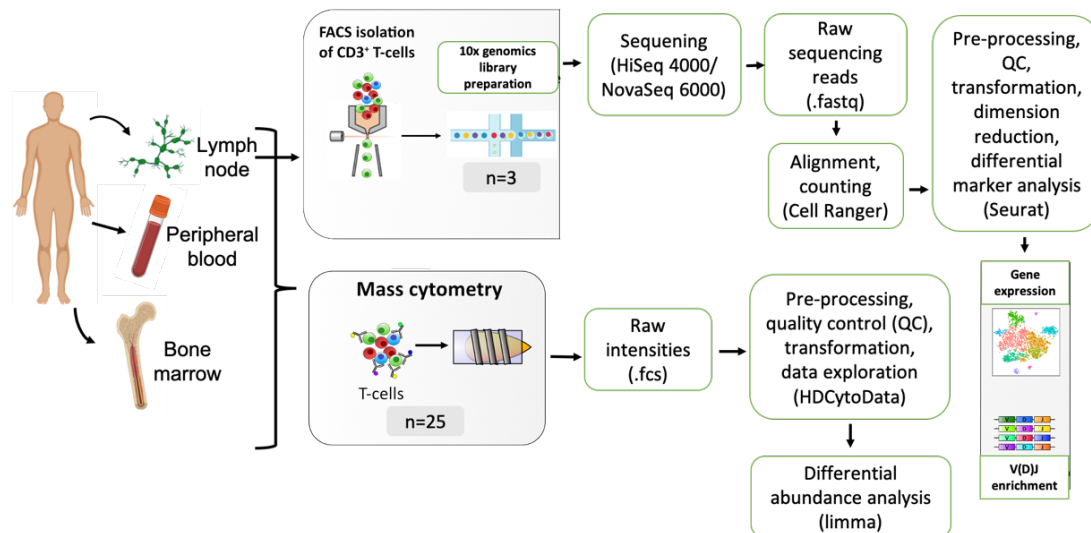 Lymph
node
Peripheral
blood
Bone
marrow
FACS isolation
of CD3⁺ T-cells
10x genomics
library
preparation
n=3
Sequening
(HiSeq 4000/
NovaSeq 6000)
Raw
sequencing
reads
(.fastq)
Alignment,
counting
(Cell Ranger)
Pre-processing,
QC,
transformation,
dimension
reduction,
differential
marker analysis
(Seurat)
Gene
expression
V D J
V D J
V D J
V D J
V(D)J
enrichment
Mass cytometry
T-cells
n=25
Raw
intensities
(.fcs)
Pre-processing,
quality control (QC),
transformation,
data exploration
(HDCytoData)
Differential
abundance analysis
(limma)